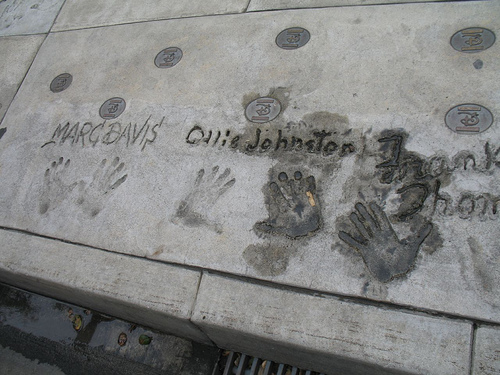 MARC DAVIS
Ollie Johnston
Frank
Thom